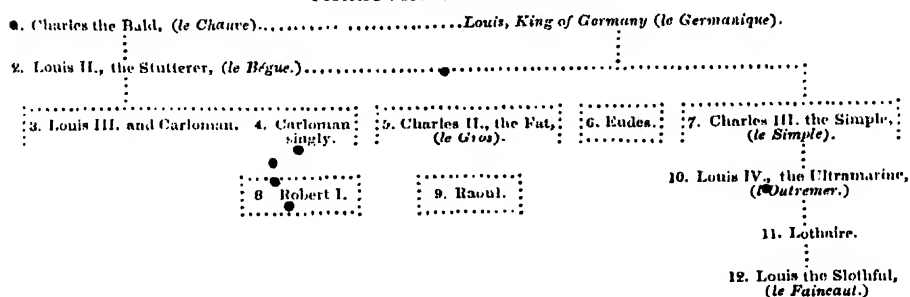 1. Charles the Bald, (le Chauve) Louis, King of Germany (le Germanique).
2. Louis II., the Stutterer, (le Bégue.)
3. Louis III. and Carloman. 4. Carloman singly. 5. Charles II., the Fat, (le Gros). 6. Eudes. 7. Charles III. the Simple, (le Simple).
8 Robert I. 9. Raoul. 10. Louis IV., the Ultramarine, (l'Outremer.)
11. Lothaire.
12. Louis the Slothful,
(le Faineant.)